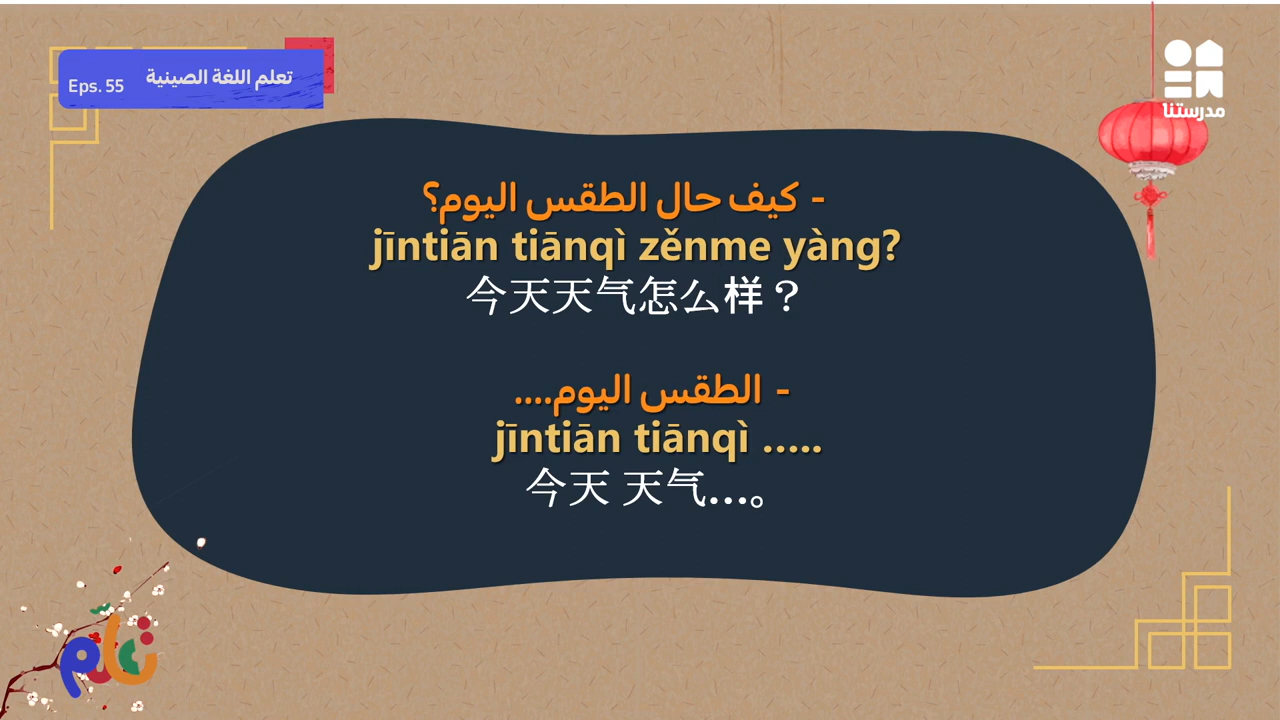 تعلم اللغة الصينية
Eps. 55
مدرستنا
- كيف حال الطقس اليوم؟
jīntiān tiānqì zěnme yàng?
今天天气怎么样？
- الطقس اليوم....
jīntiān tiānqì .....
今天 天气...。
تعلم